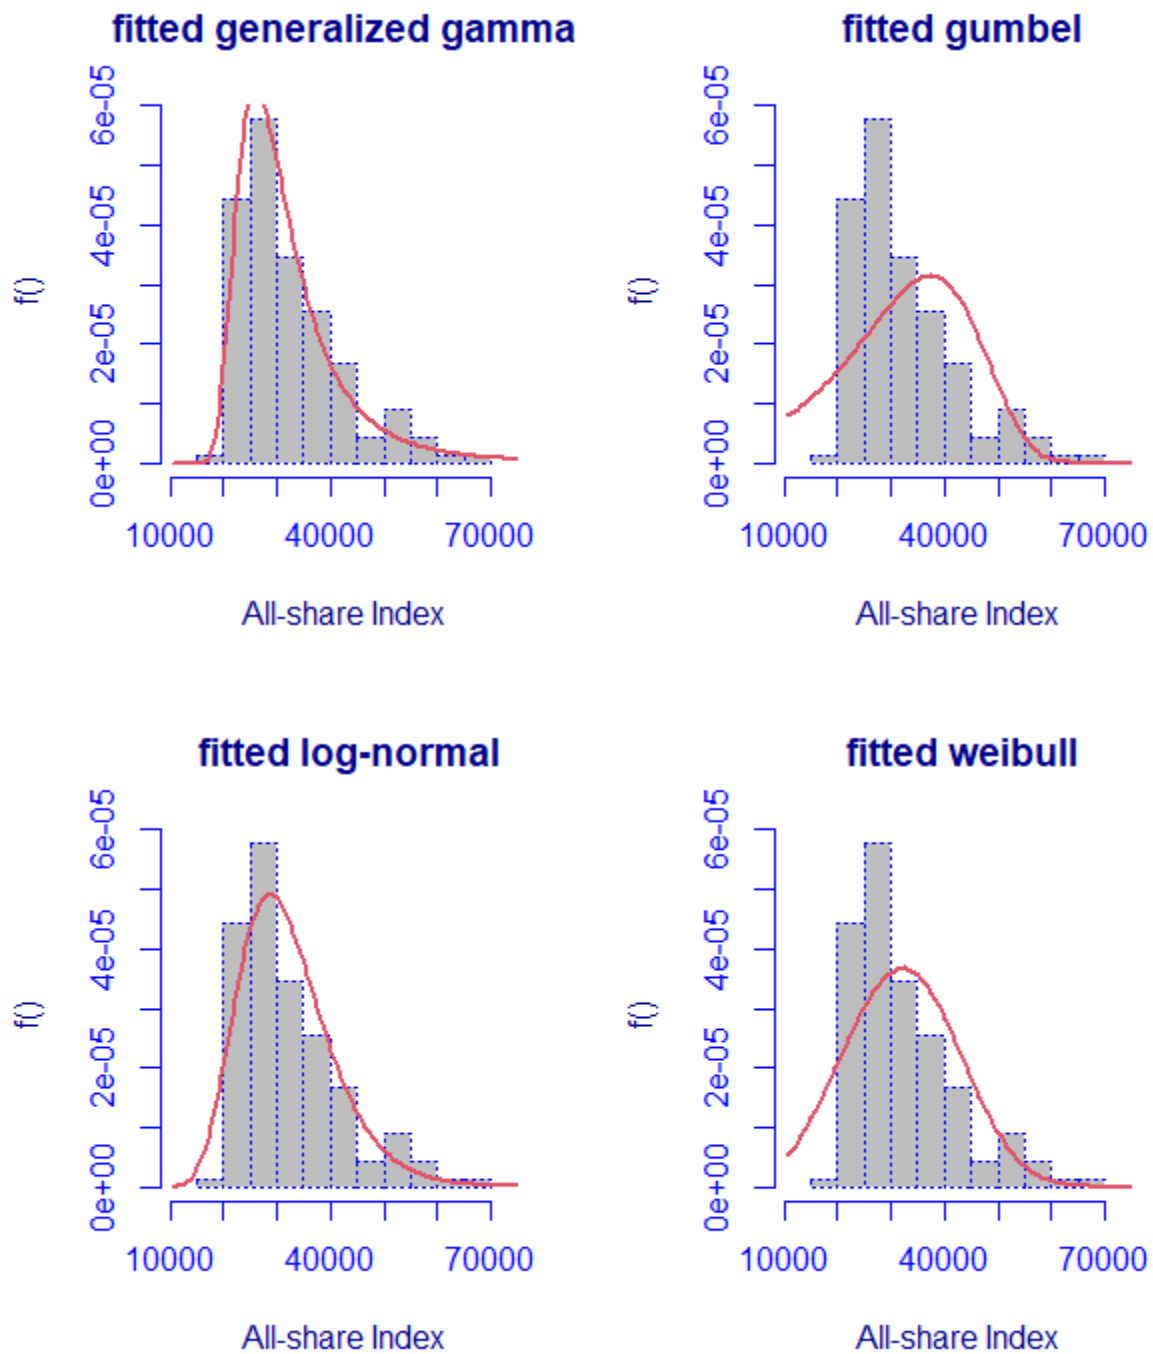 fitted generalized gamma
f()
0e+00 2e-05 4e-05 6e-05
10000 40000 70000
All-share Index
fitted gumbel
f()
0e+00 2e-05 4e-05 6e-05
10000 40000 70000
All-share Index
fitted log-normal
f()
0e+00 2e-05 4e-05 6e-05
10000 40000 70000
All-share Index
fitted weibull
f()
0e+00 2e-05 4e-05 6e-05
10000 40000 70000
All-share Index